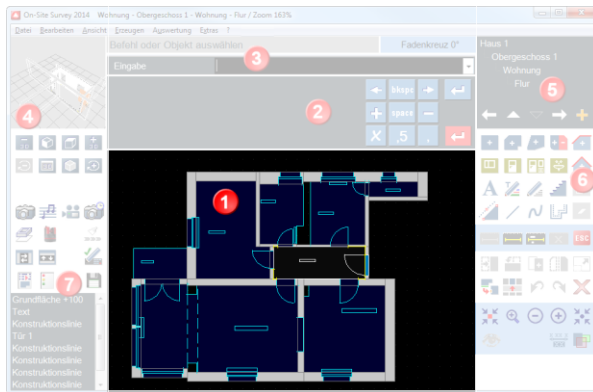 On-Site Survey 2014 Wohnung - Obergeschoss 1 - Wohnung - Flur / Zoom 163%
Datei Bearbeiten Ansicht Erzeugen Auswertung Extras ?
Befehl oder Objekt auswählen
Fadenkreuz 0°
Eingabe
3
Haus 1
Obergeschoss 1
Wohnung
Flur
5
4
2
bksps
space
.5
.
1
6
A
ESC
7
Grundfläche +100
Text
Konstruktionslinie
Tür 1
Konstruktionslinie
Konstruktionslinie
Konstruktionslinie
Konstruktionslinie